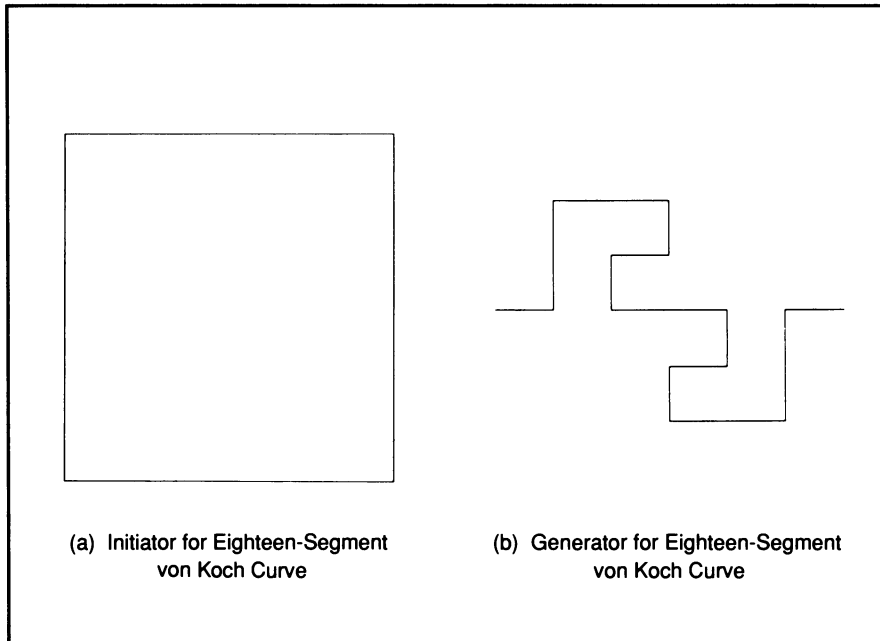 (a) Initiator for Eighteen-Segment
von Koch Curve
(b) Generator for Eighteen-Segment
von Koch Curve